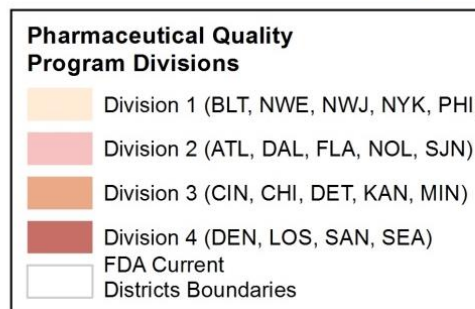 Pharmaceutical Quality
Program Divisions
Division 1 (BLT, NWE, NWJ, NYK, PHI
Division 2 (ATL, DAL, FLA, NOL, SJN)
Division 3 (CIN, CHI, DET, KAN, MIN)
Division 4 (DEN, LOS, SAN, SEA)
FDA Current
Districts Boundaries